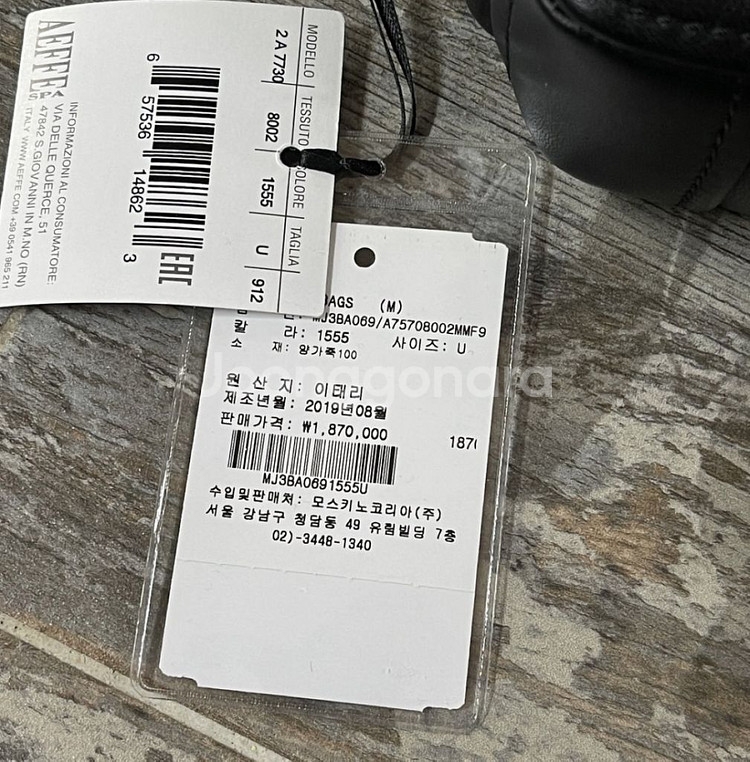 AEFFE
INFORMAZIONI AL CONSUMATORE:
VIA DELLE QUERCE, 51
47842 S.GIOVANNI IN M.NO (RN)
ITALY WWW.AEFFE.COM +39 0541 965 211
6 57536 14862 3
EAC
MODELLO TESSUTO COLORE TAGLIA
2 A 7730 8002 1555 U 912
BAGS (M)
MJ3BA069/A75708002MMF9
칼 라: 1555 사이즈: U
소 재: 양가죽100
원 산 지: 이태리
제조년월: 2019년08월
판매가격: ₩1,870,000
MJ3BA0691555U
수입및판매처: 모스키노코리아(주)
서울 강남구 청담동 49 유림빌딩 7층
02)-3448-1340
Joonggonara